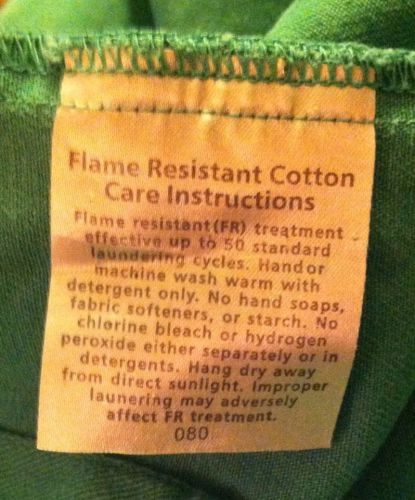 Flame Resistant Cotton
Care Instructions
Flame resistant(FR) treatment
effective up to 50 standard
laundering cycles. Hand or
machine wash warm with
detergent only. No hand soaps,
fabric softeners, or starch. No
chlorine bleach or hydrogen
peroxide either separately or in
detergents. Hang dry away
from direct sunlight. Improper
launering may adversely
affect FR treatment.
080